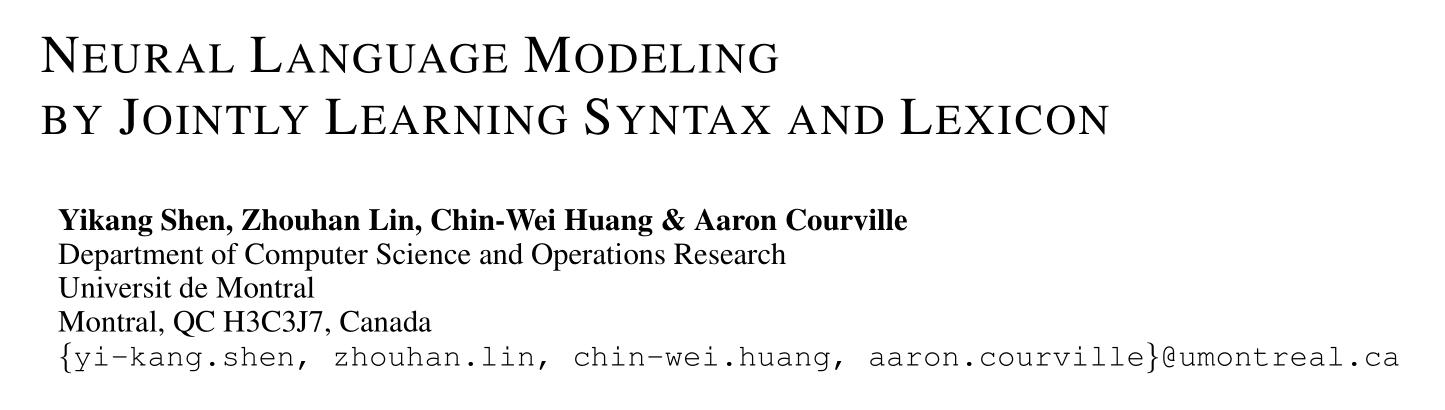 NEURAL LANGUAGE MODELING
BY JOINTLY LEARNING SYNTAX AND LEXICON
Yikang Shen, Zhouhan Lin, Chin-Wei Huang & Aaron Courville
Department of Computer Science and Operations Research
Universit de Montral
Montral, QC H3C3J7, Canada
{yi-kang.shen, zhouhan.lin, chin-wei.huang, aaron.courville}@umontreal.ca